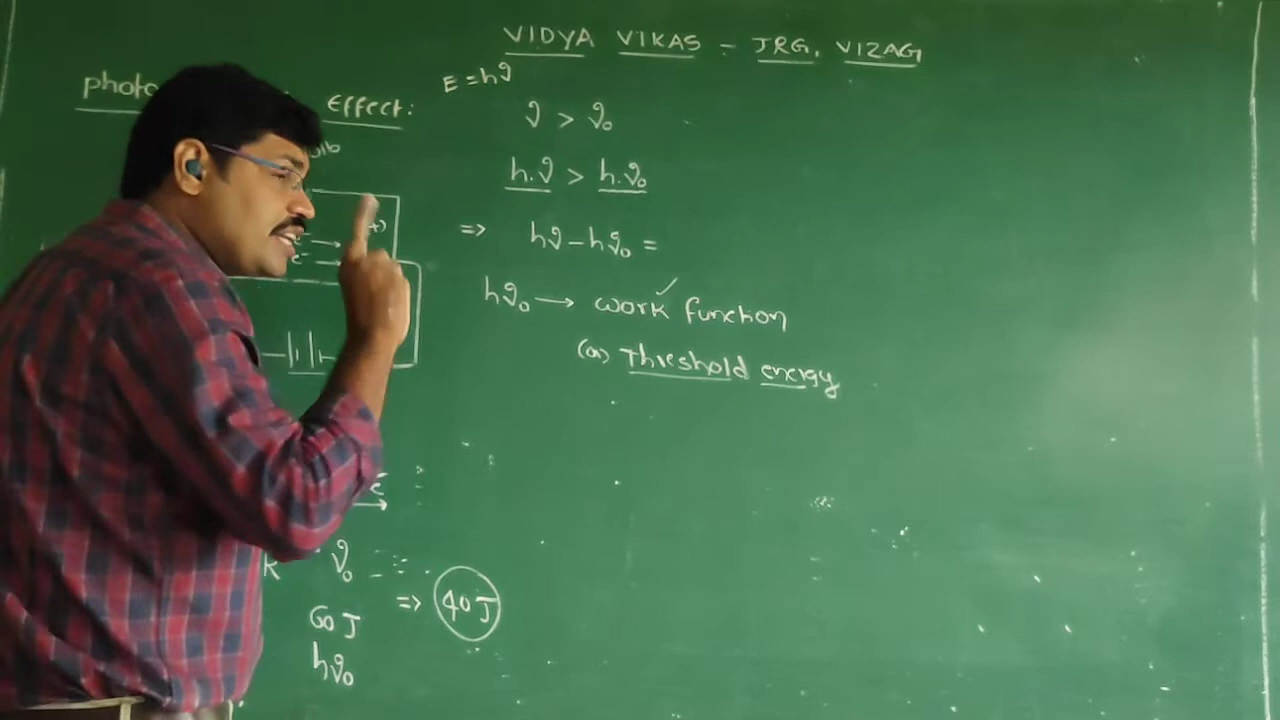 VIDYA VIKAS - JRG, VIZAG
Effect:
E = hν
ν > ν₀
h.ν > h.ν₀
=> hν - hν₀ =
hν₀ → work function
(or) Threshold energy
(+)
e⁻ →
e⁻ →
e⁻
ν₀
60 J => 40 J
hν₀